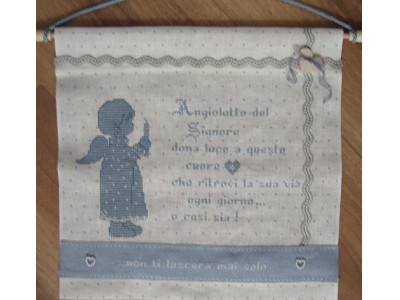 Angioletto del
Signore
dona luce a questo
cuore
che ritrovi la sua via
ogni giorno...
e così sia!
...non ti lascerà mai solo